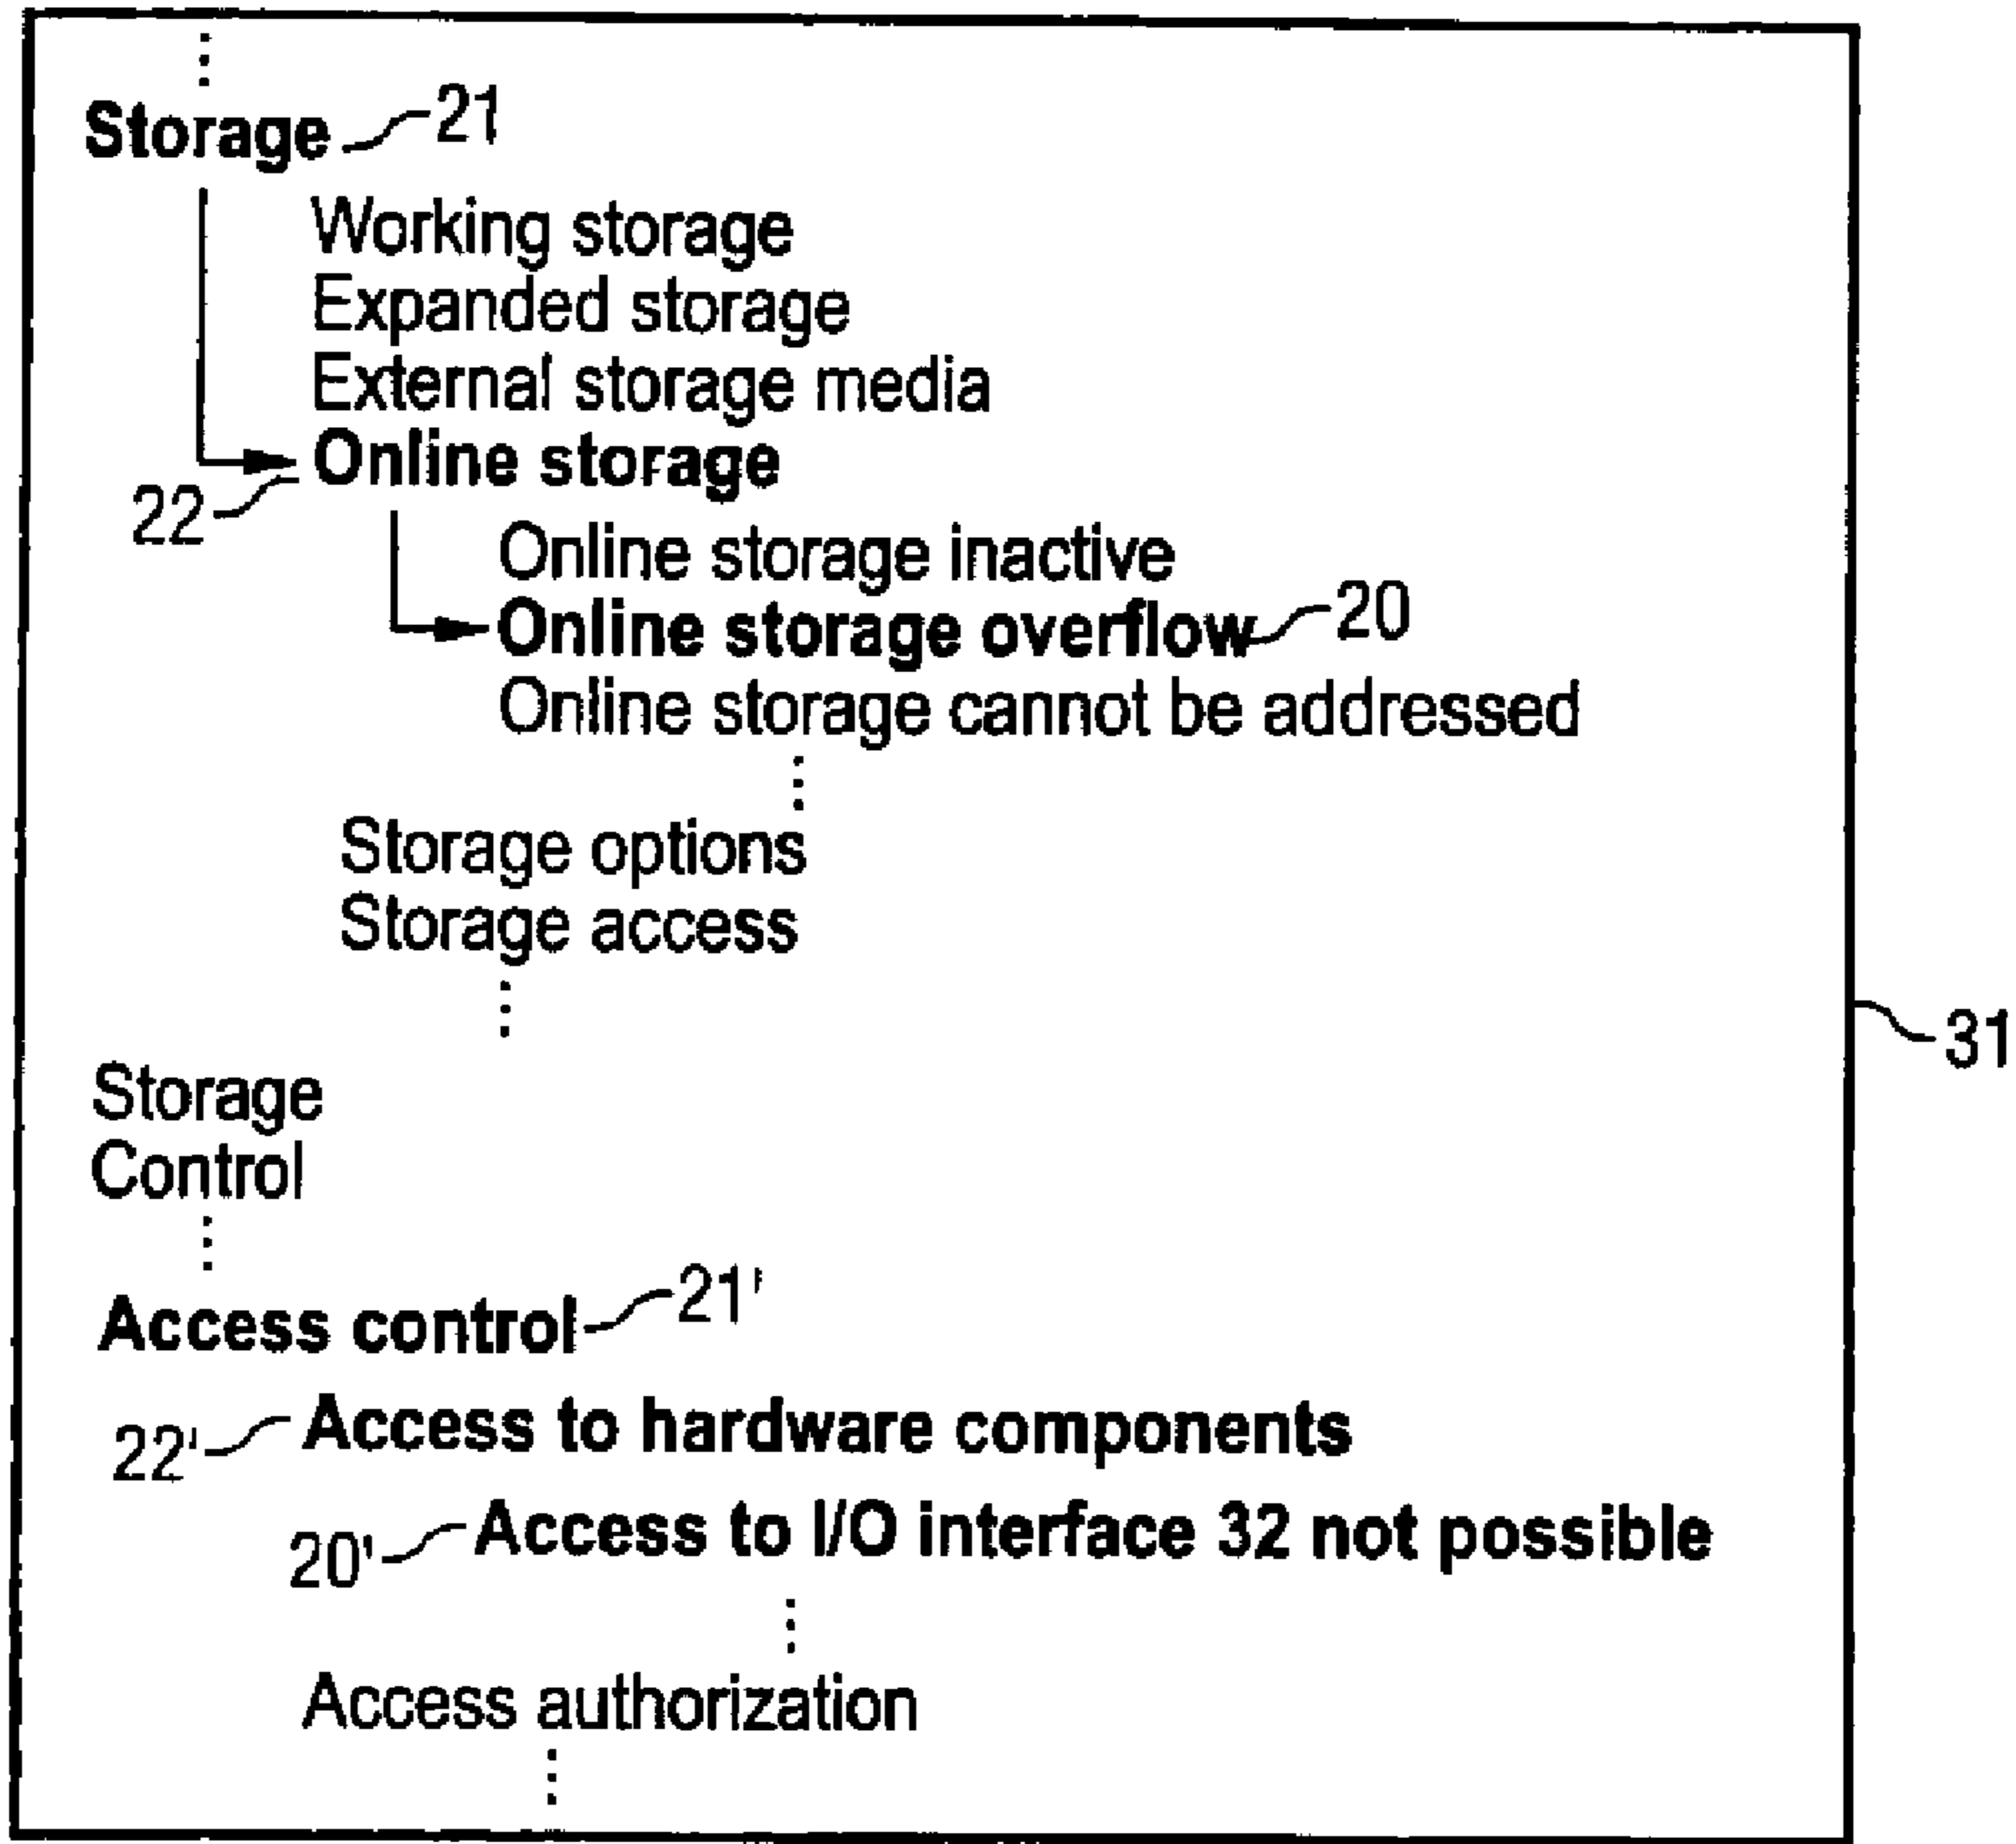 Storage 21
Working storage
Expanded storage
External storage media
Online storage
22
Online storage inactive
Online storage overflow 20
Online storage cannot be addressed
Storage options
Storage access
31
Storage
Control
Access control 21'
22' Access to hardware components
20' Access to I/O interface 32 not possible
Access authorization